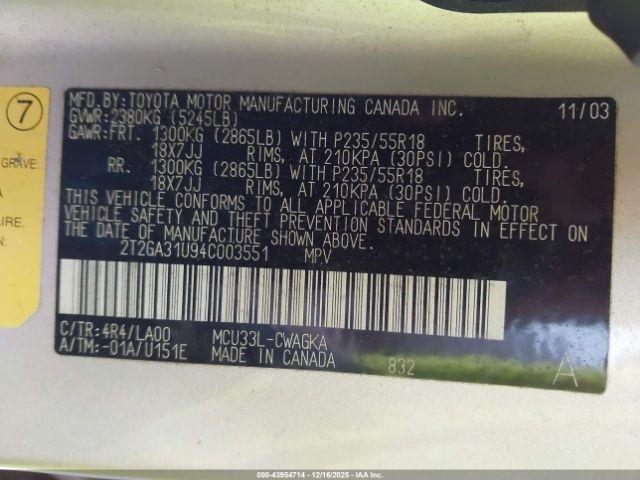 7
GRAVE:
A
AIRE.
MFD.BY:TOYOTA MOTOR MANUFACTURING CANADA INC. 11/03
GVWR:2380KG (5245LB)
GAWR:FRT. 1300KG (2865LB) WITH P235/55R18 TIRES,
18X7JJ RIMS, AT 210KPA (30PSI) COLD.
RR. 1300KG (2865LB) WITH P235/55R18 TIRES,
18X7JJ RIMS, AT 210KPA (30PSI) COLD.
THIS VEHICLE CONFORMS TO ALL APPLICABLE FEDERAL MOTOR
VEHICLE SAFETY AND THEFT PREVENTION STANDARDS IN EFFECT ON
THE DATE OF MANUFACTURE SHOWN ABOVE.
2T2GA31U94C003551 MPV
C/TR:4R4/LA00 MCU33L-CWAGKA
A/TM:-01A/U151E MADE IN CANADA 832 A
000-43954714 - 12/16/2025 - COPART